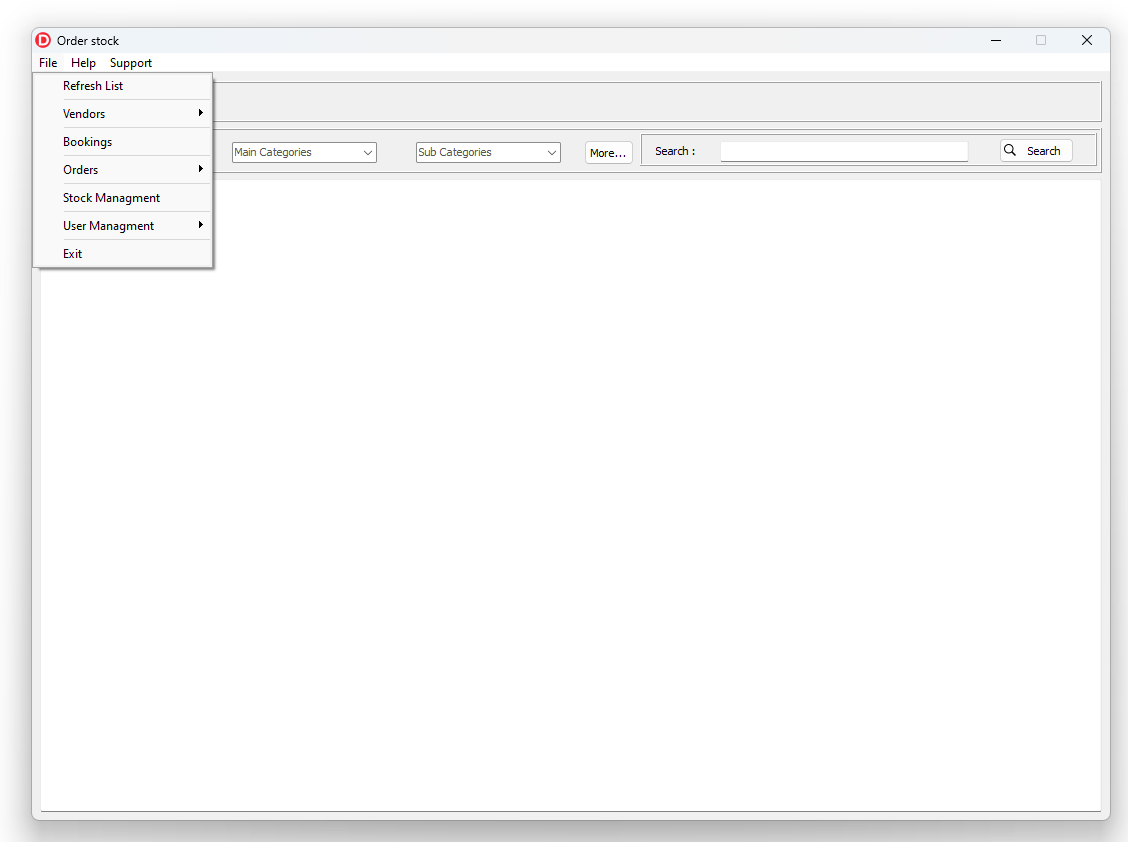 D Order stock
File Help Support
Refresh List
Vendors
Bookings
Orders
Stock Managment
User Managment
Exit
Main Categories Sub Categories More... Search : Search